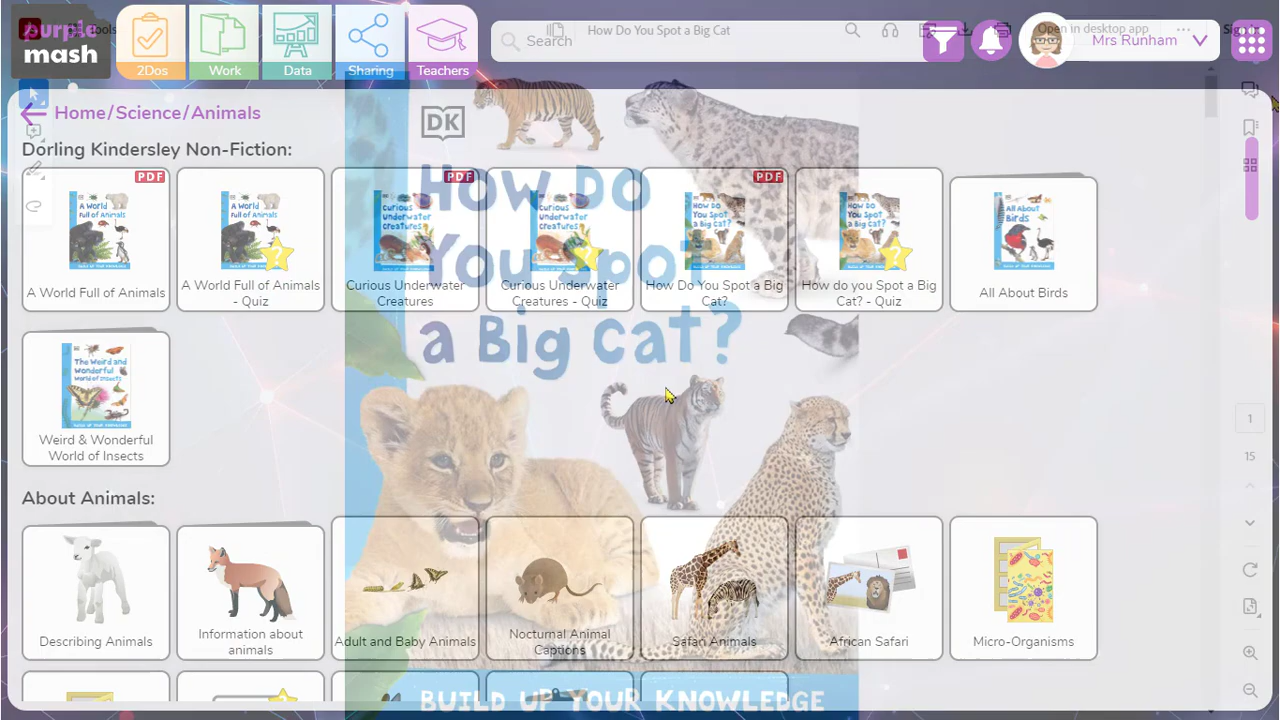 purple
mash
2Dos
Work
Data
Sharing
Teachers
Search
How Do You Spot a Big Cat
Open in desktop app
Mrs Runham
Home/Science/Animals
Dorling Kindersley Non-Fiction:
PDF
A World Full of Animals
A World Full of Animals
- Quiz
PDF
Curious Underwater
Creatures
Curious Underwater
Creatures - Quiz
PDF
How Do You Spot a Big
Cat?
How do you Spot a Big
Cat? - Quiz
All About Birds
Weird & Wonderful
World of Insects
DK
How Do
You Spot
a Big Cat?
About Animals:
Describing Animals
Information about
animals
Adult and Baby Animals
Nocturnal Animal
Captions
Safari Animals
African Safari
Micro-Organisms
1
15
BUILD UP YOUR KNOWLEDGE